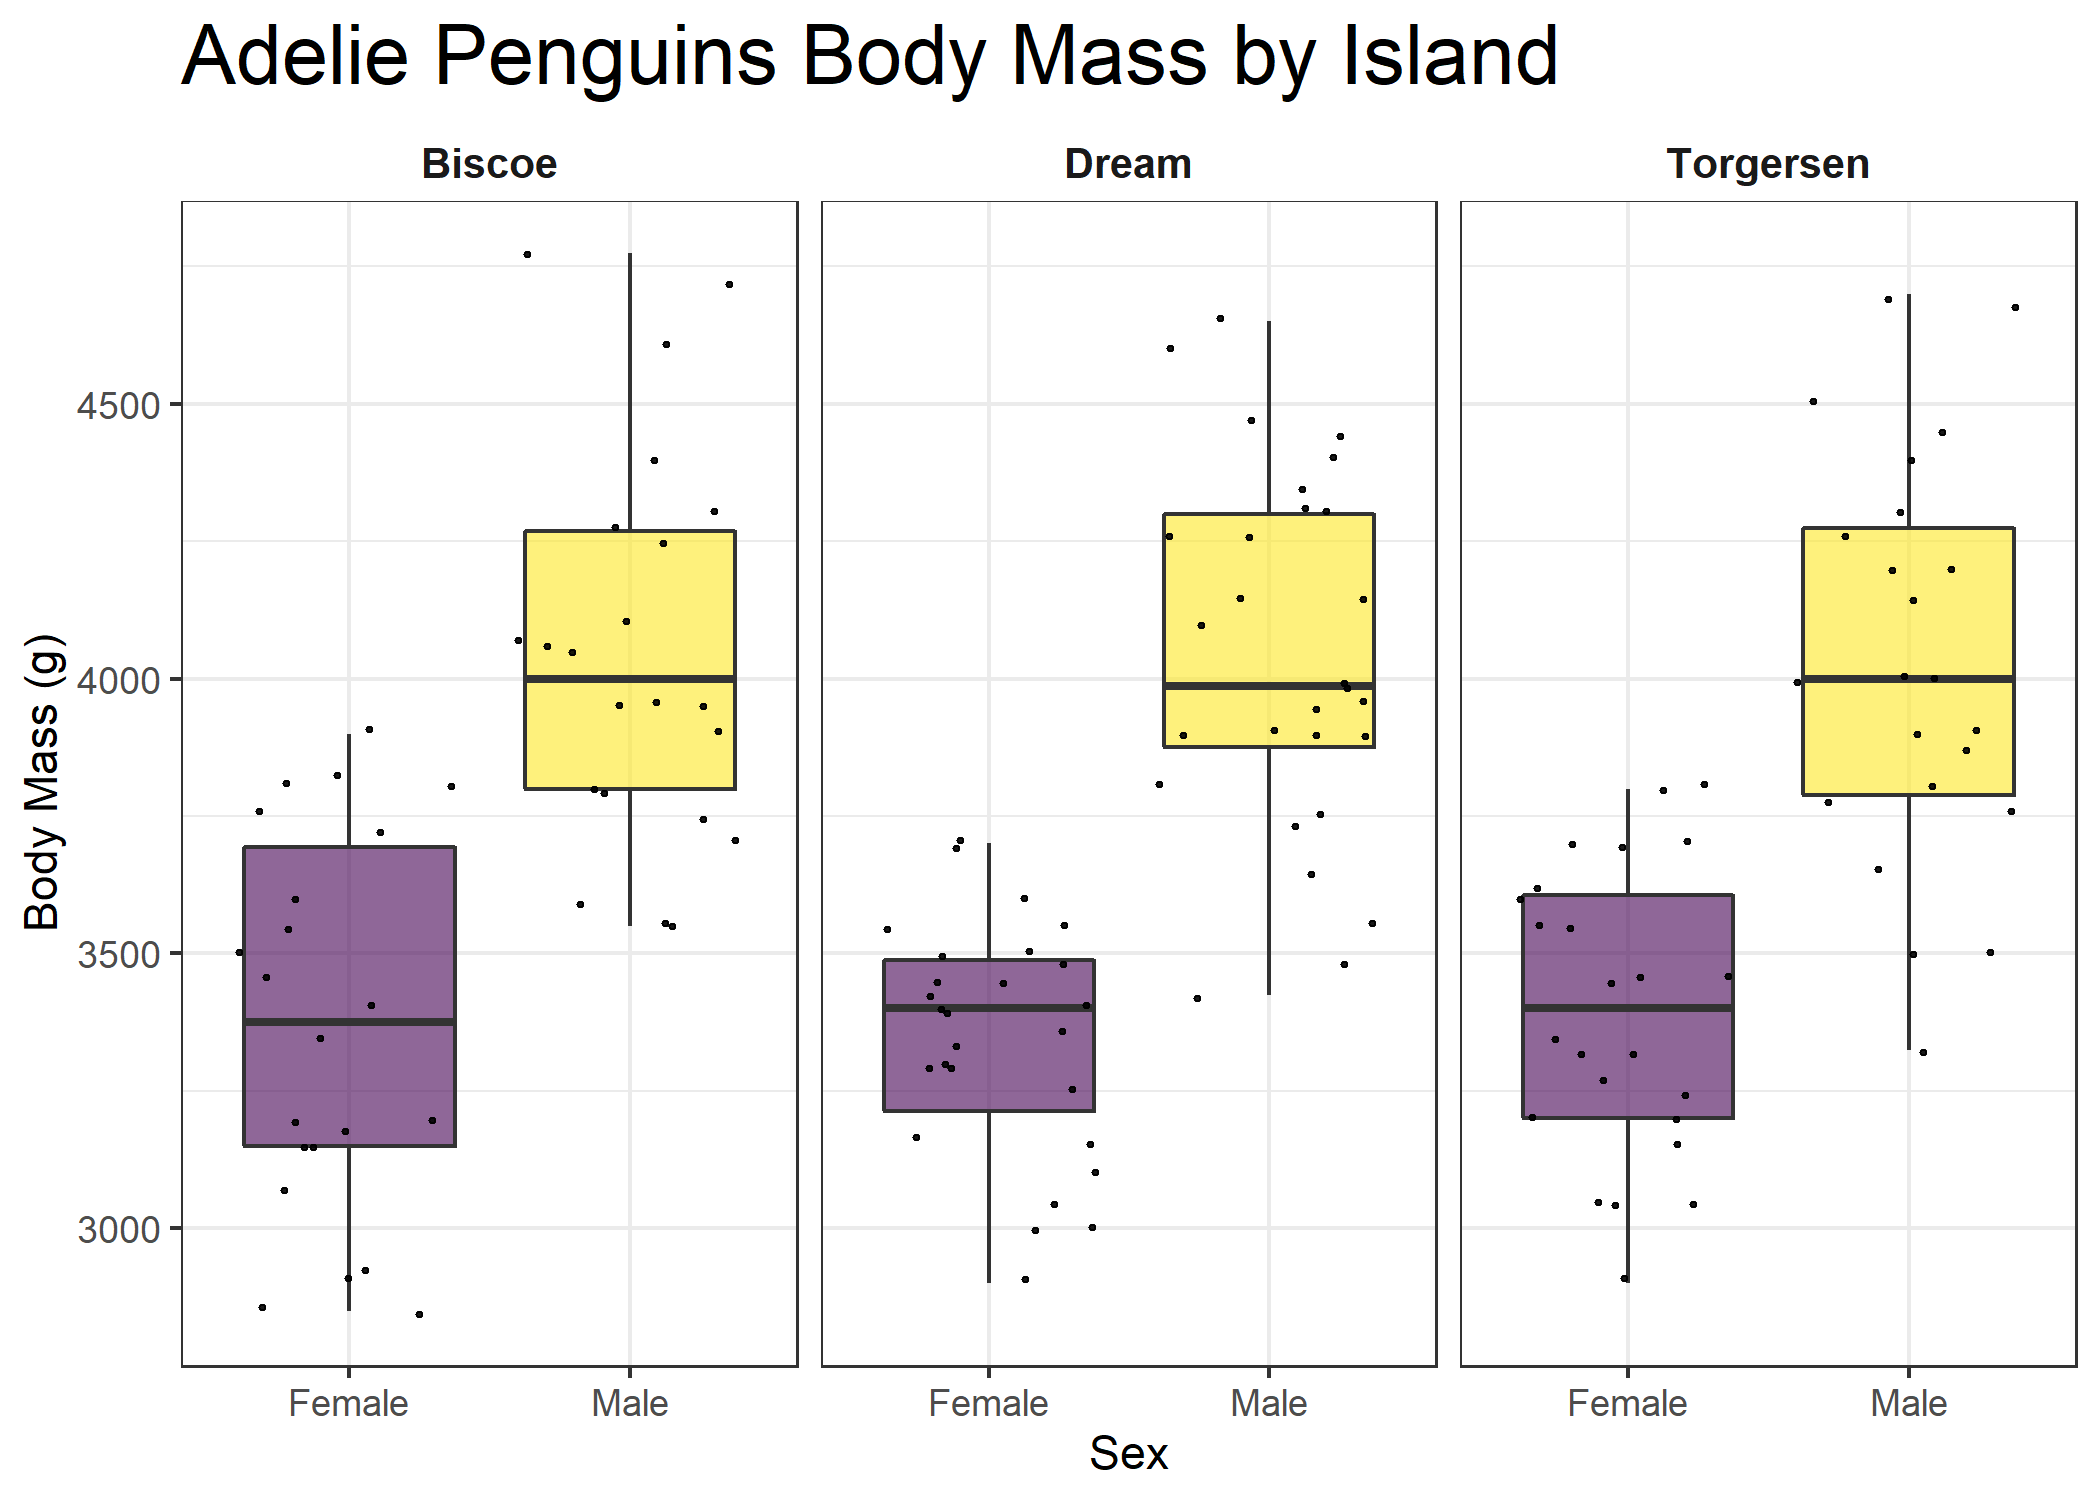 Adelie Penguins Body Mass by Island
Biscoe
Dream
Torgersen
Body Mass (g)
4500
4000
3500
3000
Female
Male
Female
Male
Female
Male
Sex